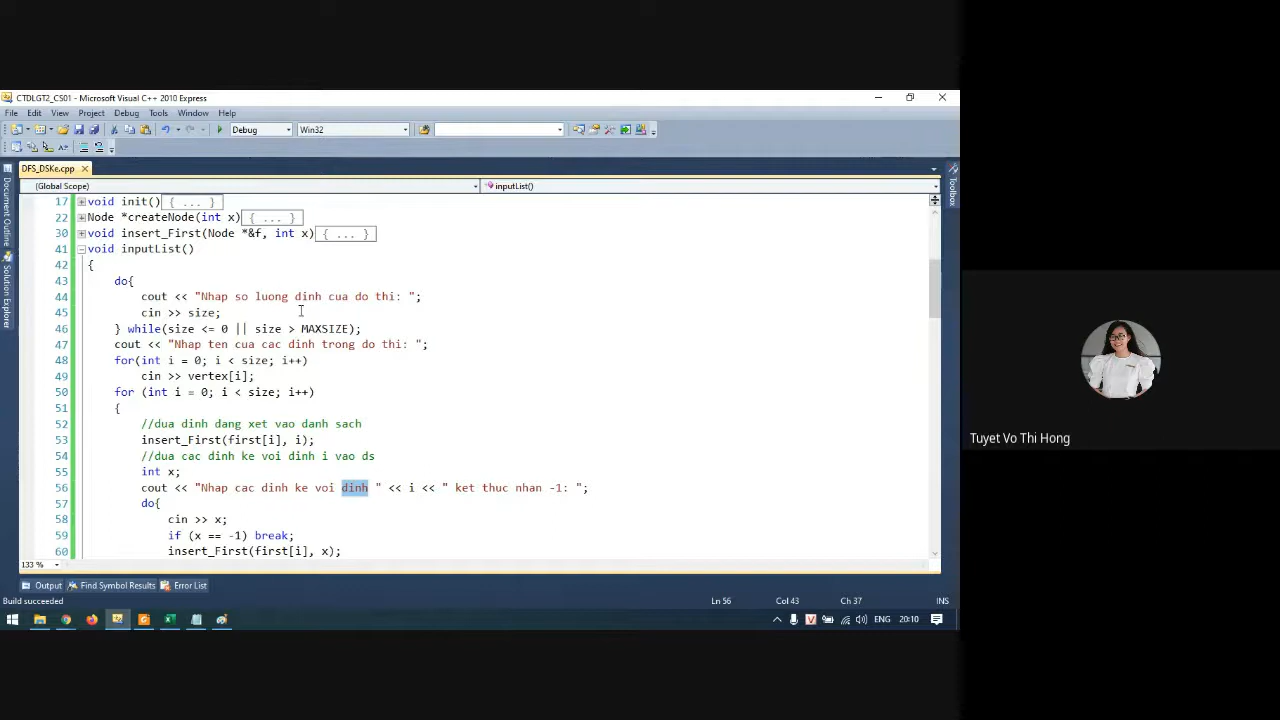 CTDLGT2_CS01 - Microsoft Visual C++ 2010 Express
File Edit View Project Debug Tools Window Help
Debug Win32
DFS_DSKe.cpp
(Global Scope) inputList()
17 void init() { ... }
22 Node *createNode(int x) { ... }
30 void insert_First(Node *&f, int x) { ... }
41 void inputList()
42 {
43 do{
44 cout << "Nhap so luong dinh cua do thi: ";
45 cin >> size;
46 } while(size <= 0 || size > MAXSIZE);
47 cout << "Nhap ten cua cac dinh trong do thi: ";
48 for(int i = 0; i < size; i++)
49 cin >> vertex[i];
50 for (int i = 0; i < size; i++)
51 {
52 //dua dinh dang xet vao danh sach
53 insert_First(first[i], i);
54 //dua cac dinh ke voi dinh i vao ds
55 int x;
56 cout << "Nhap cac dinh ke voi dinh " << i << " ket thuc nhan -1: ";
57 do{
58 cin >> x;
59 if (x == -1) break;
60 insert_First(first[i], x);
133 %
Document Outline
Solution Explorer
Toolbox
Output Find Symbol Results Error List
Build succeeded Ln 56 Col 43 Ch 37 INS
ENG 20:10
Tuyet Vo Thi Hong